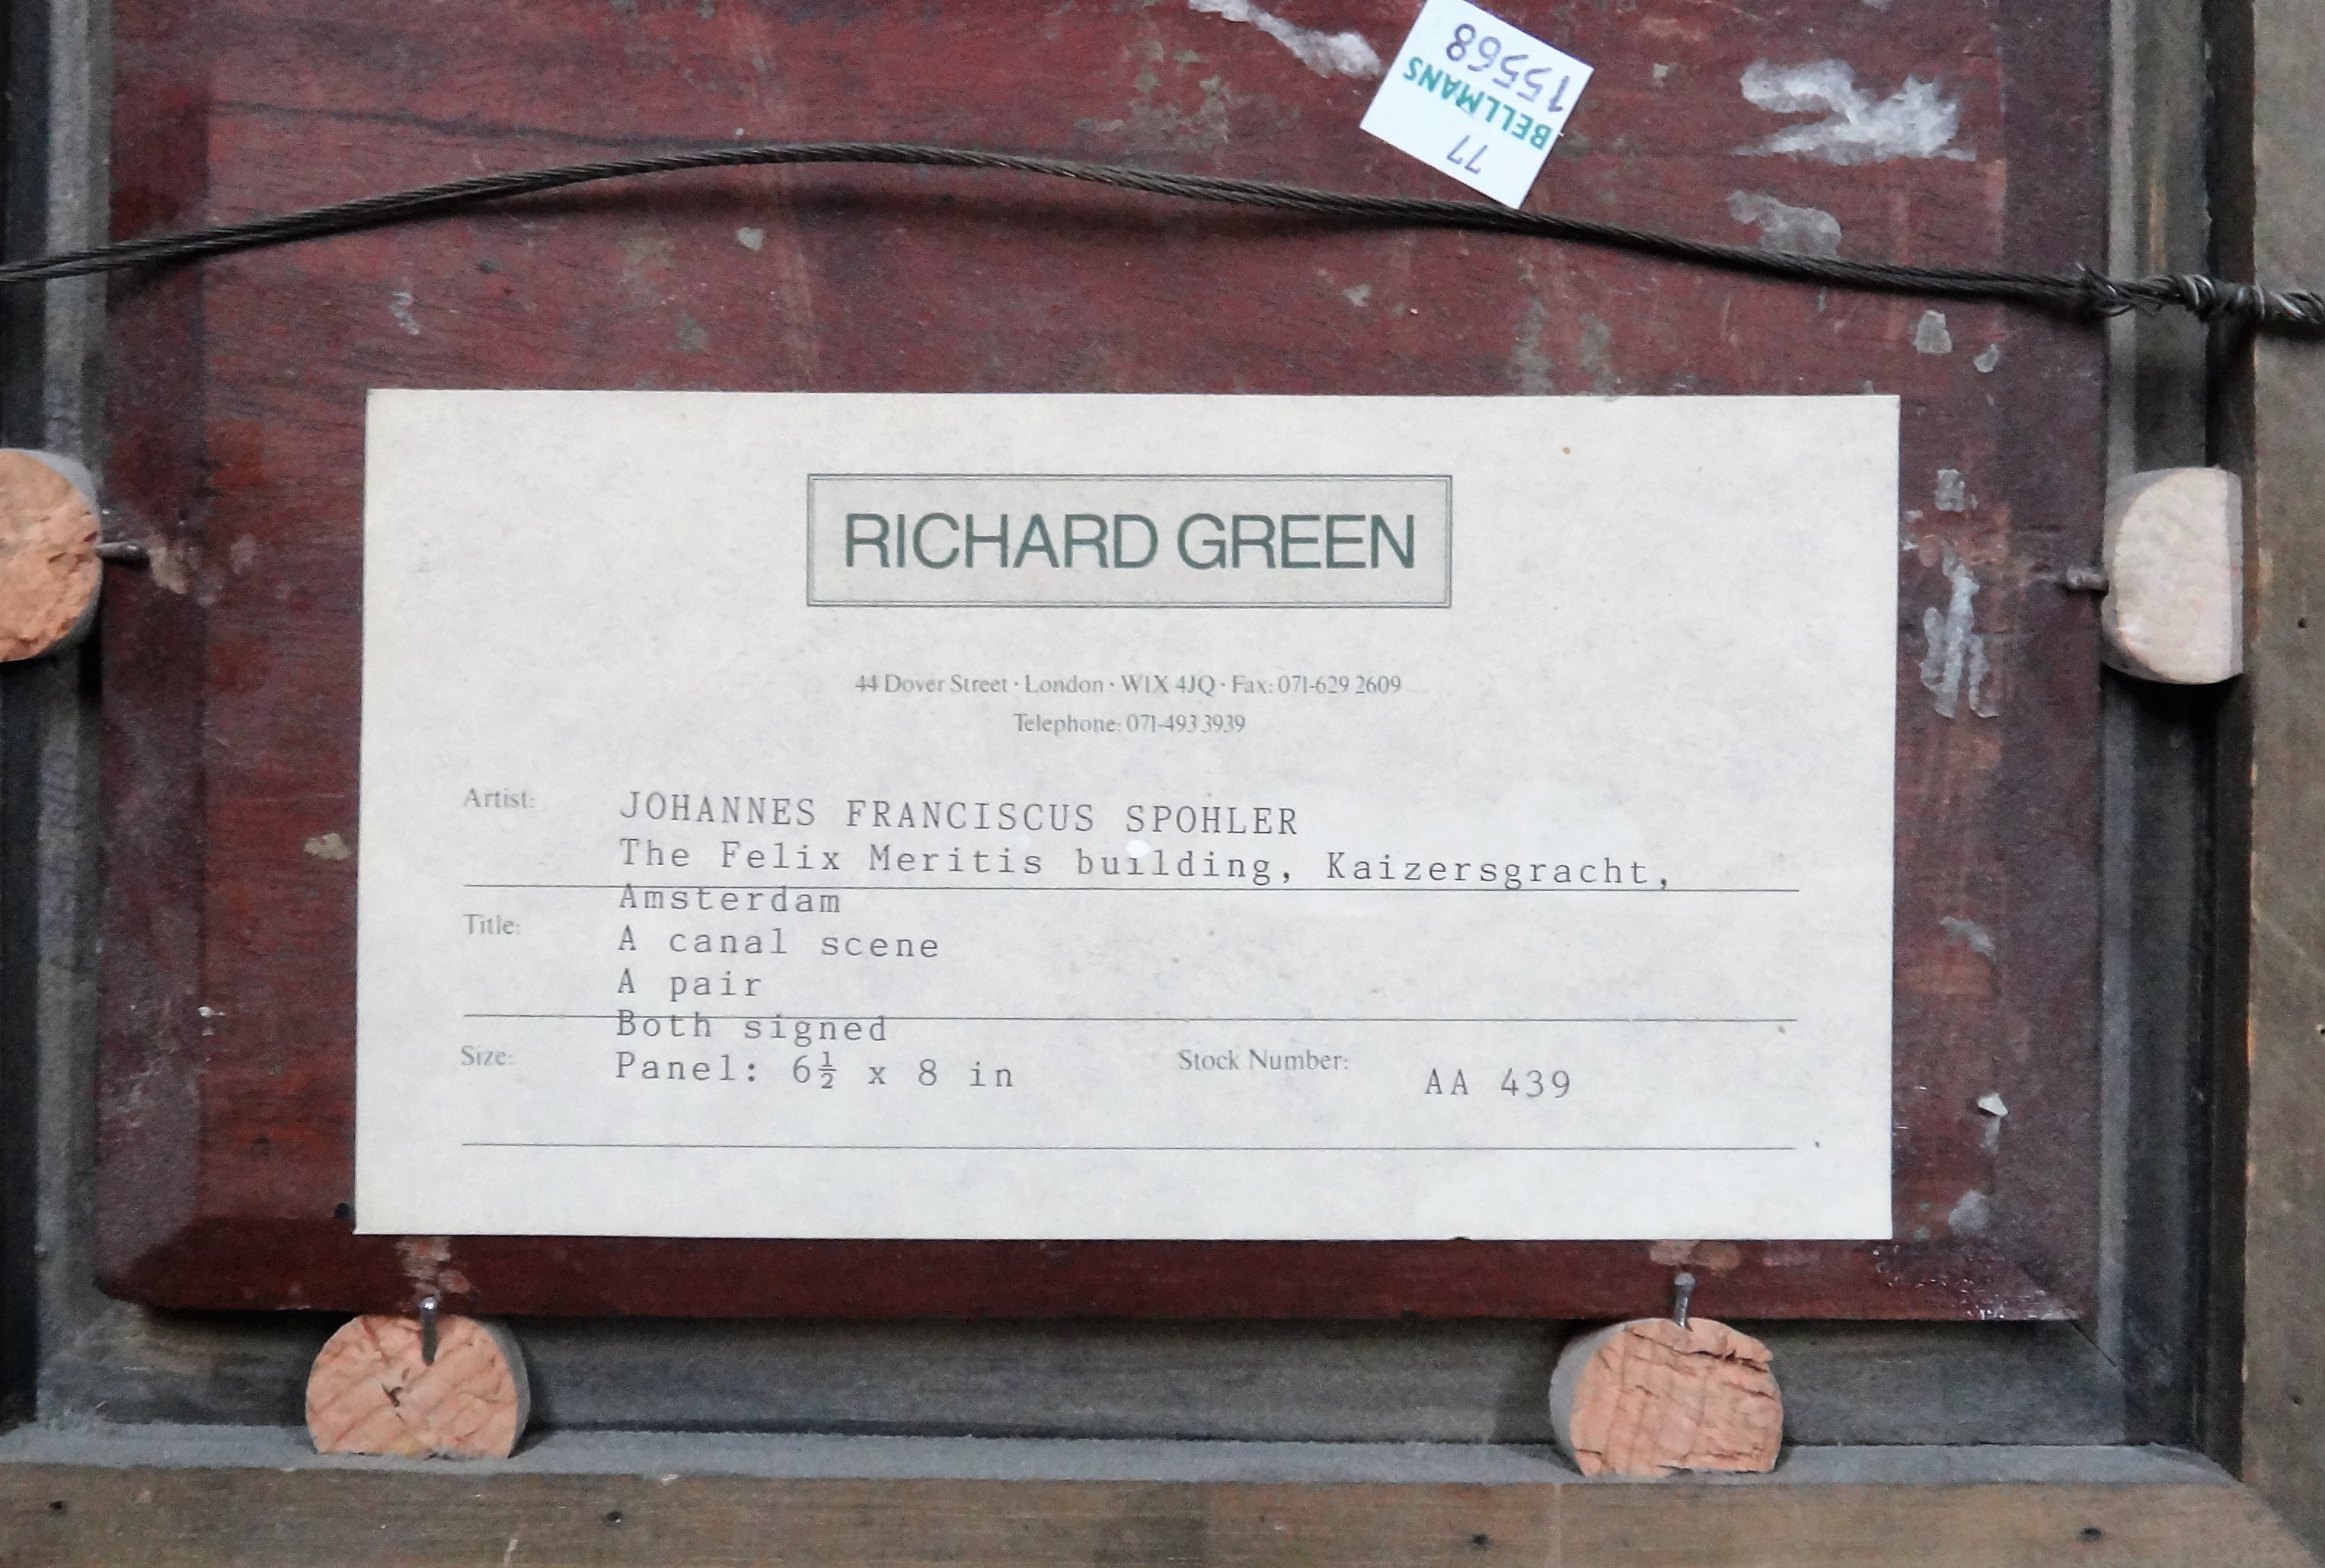 77
BELLMANS
15568
RICHARD GREEN
44 Dover Street · London · W1X 4JQ · Fax: 071-629 2609
Telephone: 071-493 3939
Artist: JOHANNES FRANCISCUS SPOHLER
The Felix Meritis building, Kaizersgracht,
Amsterdam
Title: A canal scene
A pair
Both signed
Size: Panel: 6½ x 8 in Stock Number: AA 439